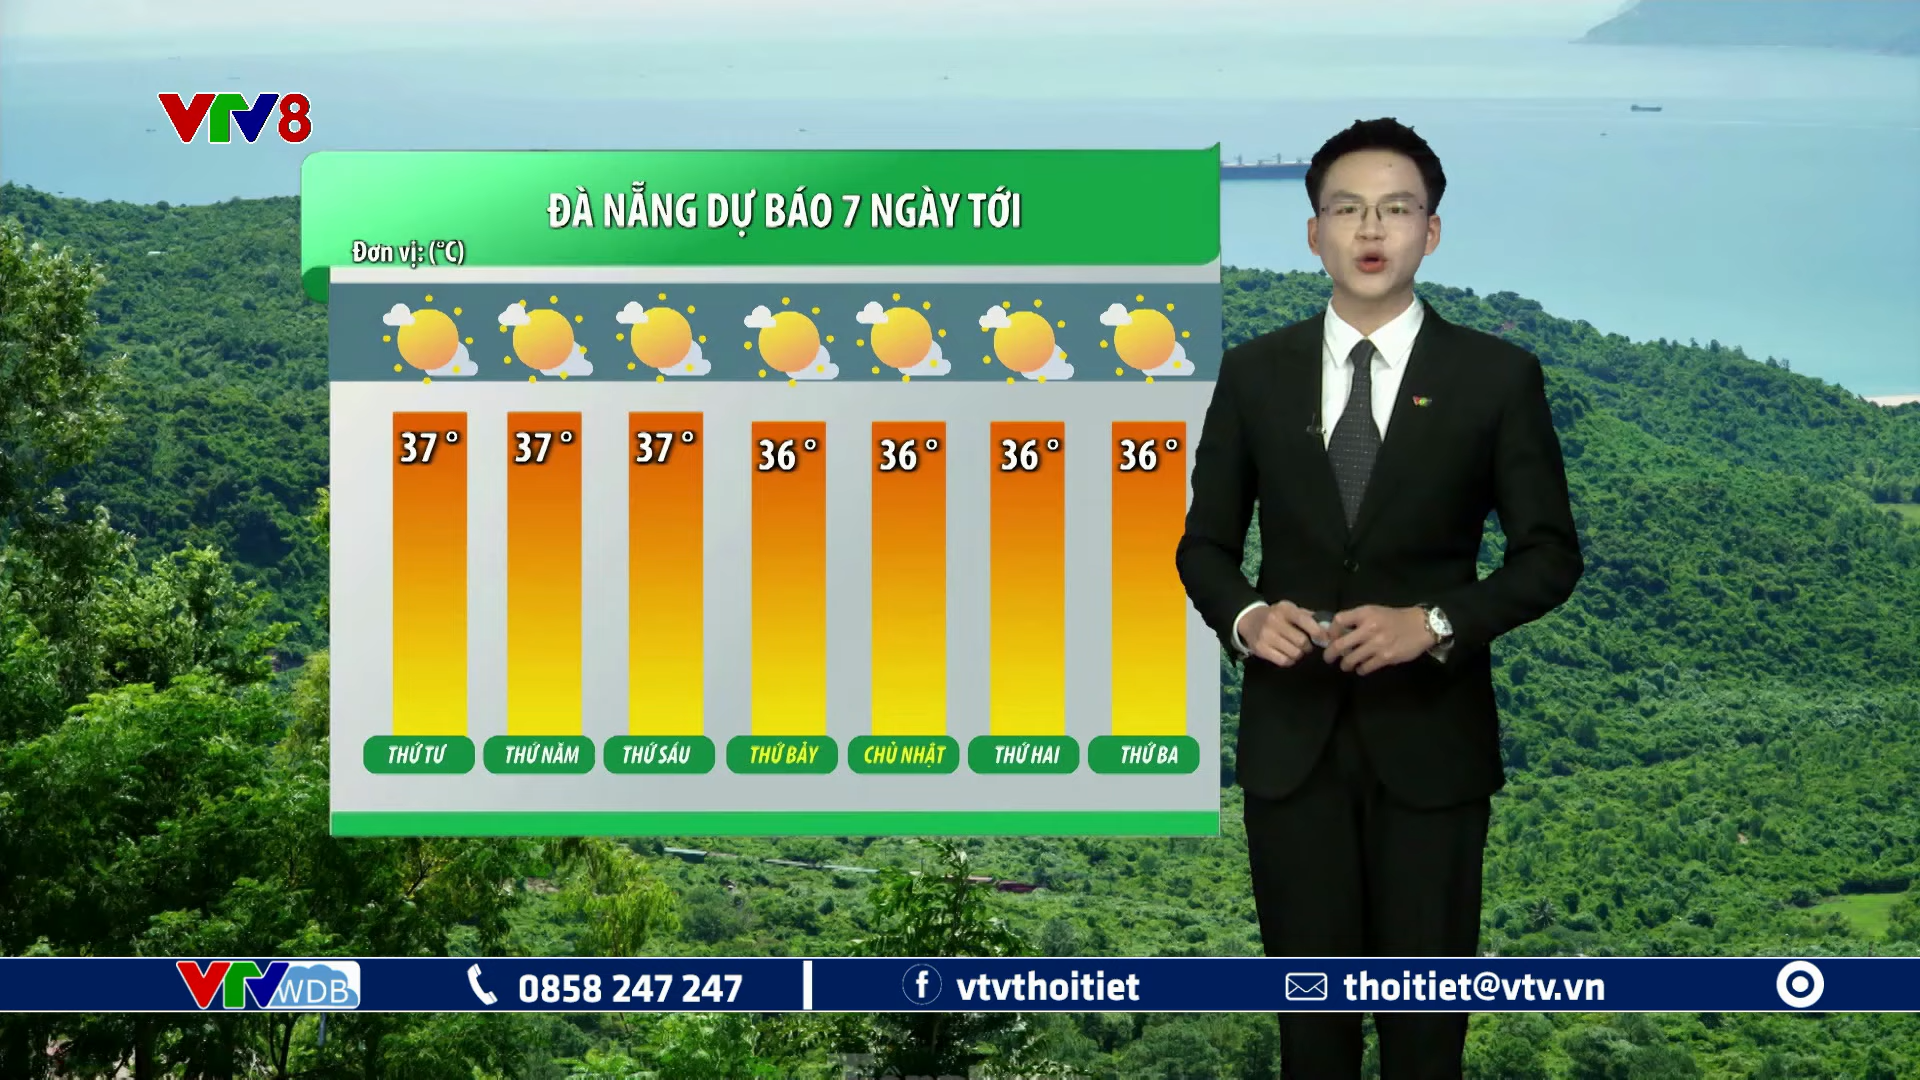 VTV8
ĐÀ NẴNG DỰ BÁO 7 NGÀY TỚI
Đơn vị: (°C)
37° 37° 37° 36° 36° 36° 36°
THỨ TƯ THỨ NĂM THỨ SÁU THỨ BẢY CHỦ NHẬT THỨ HAI THỨ BA
VTV WDB 0858 247 247 vtvthoitiet thoitiet@vtv.vn